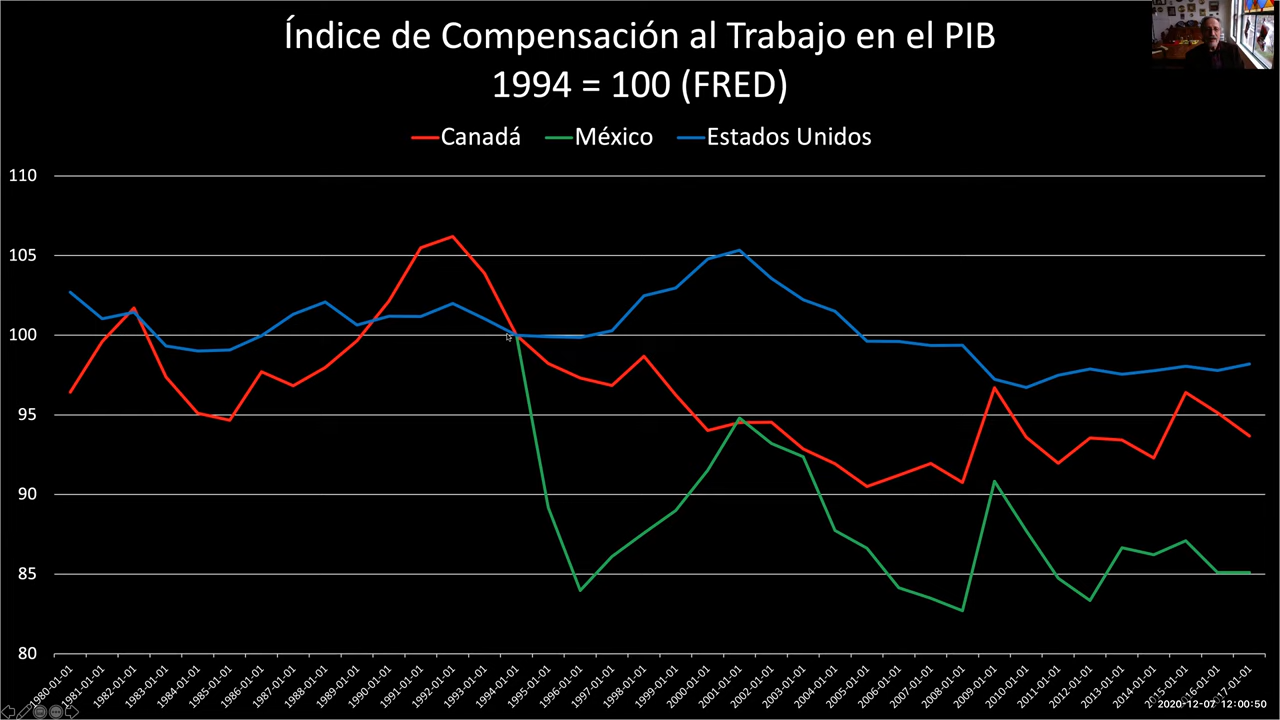 Índice de Compensación al Trabajo en el PIB
1994 = 100 (FRED)
Canadá México Estados Unidos
110
105
100
95
90
85
80
1980-01-01 1981-01-01 1982-01-01 1983-01-01 1984-01-01 1985-01-01 1986-01-01 1987-01-01 1988-01-01 1989-01-01 1990-01-01 1991-01-01 1992-01-01 1993-01-01 1994-01-01 1995-01-01 1996-01-01 1997-01-01 1998-01-01 1999-01-01 2000-01-01 2001-01-01 2002-01-01 2003-01-01 2004-01-01 2005-01-01 2006-01-01 2007-01-01 2008-01-01 2009-01-01 2010-01-01 2011-01-01 2012-01-01 2013-01-01 2014-01-01 2015-01-01 2016-01-01 2017-01-01
2020-12-07 12:00:50